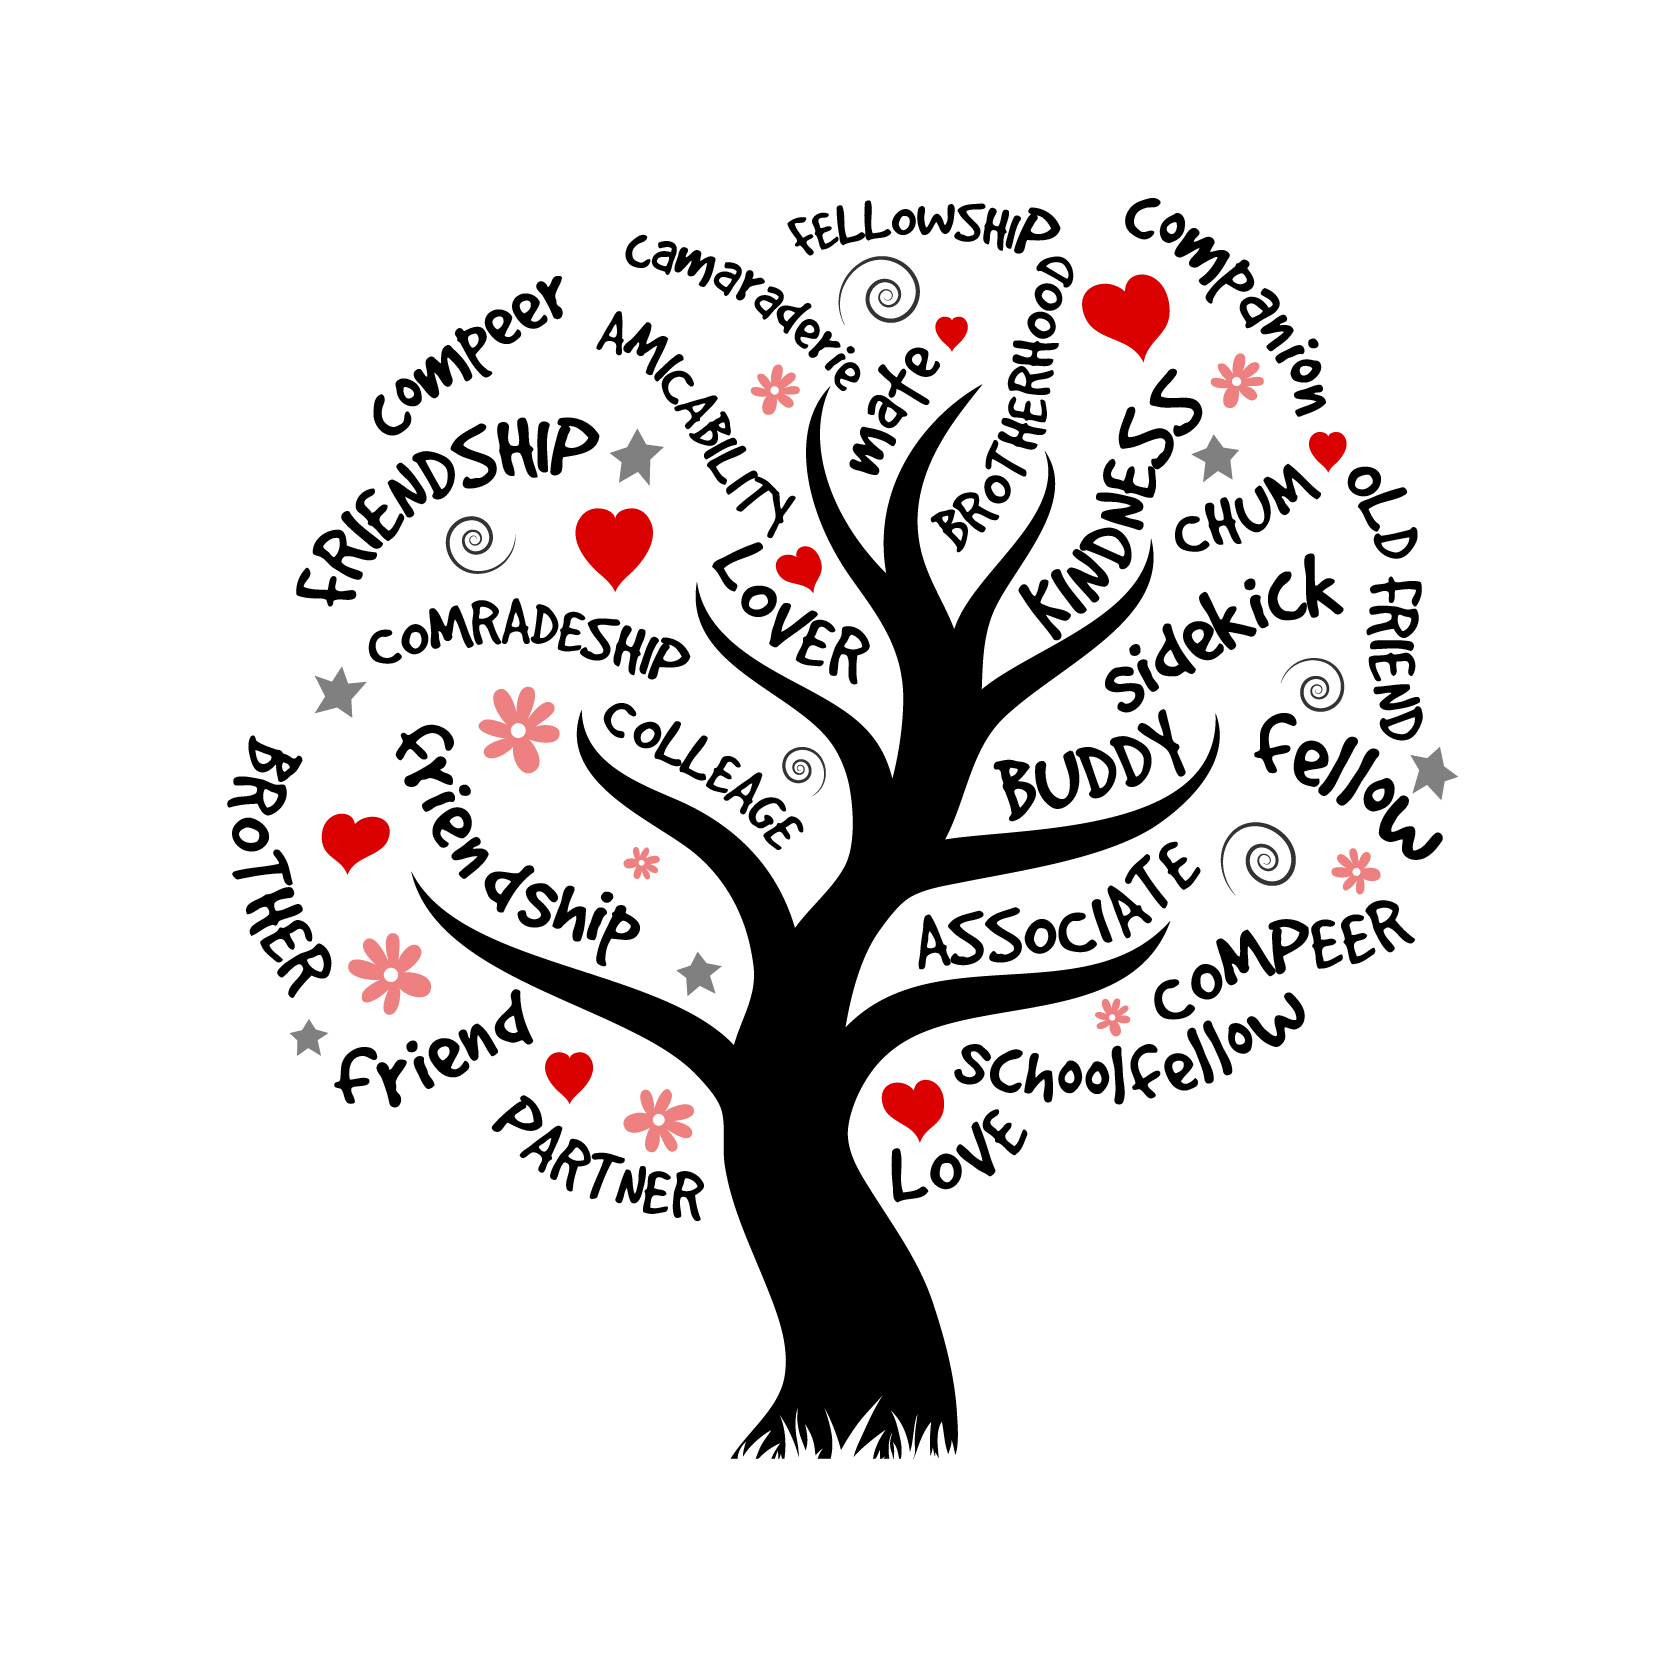 FELLOWSHIP
companion
camaraderie
compeer
AMICABILITY
mate
BROTHERHOOD
KINDNESS
FRIENDSHIP
CHUM
OLD FRIEND
LOVER
sidekick
COMRADESHIP
COLLEAGE
BUDDY
fellow
friendship
BROTHER
ASSOCIATE
COMPEER
friend
schoolfellow
PARTNER
LOVE